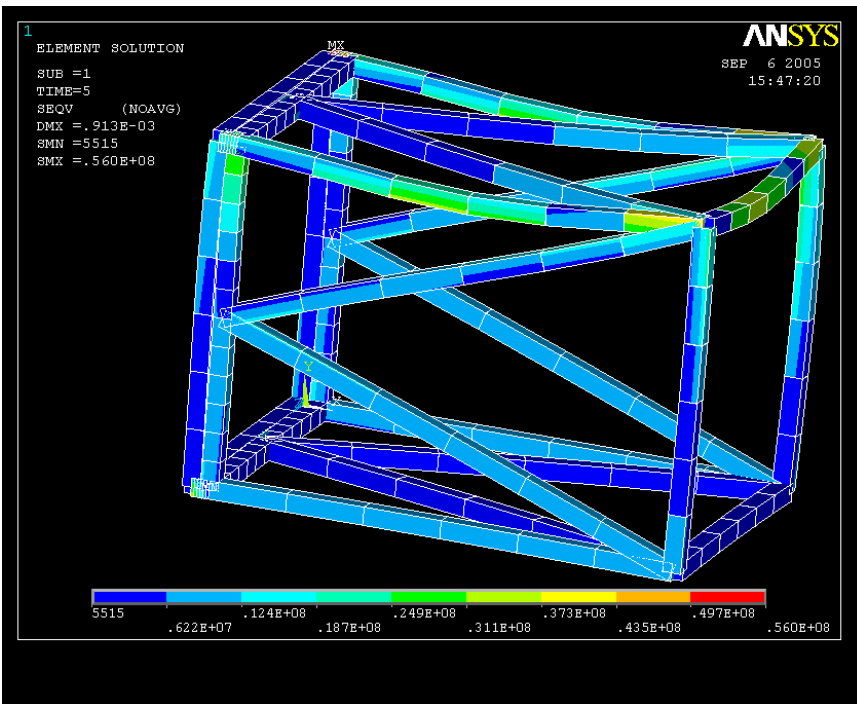 1
ANSYS
ELEMENT SOLUTION
SEP 6 2005
15:47:20
SUB =1
TIME=5
SEQV (NOAVG)
DMX =.913E-03
SMN =5515
SMX =.560E+08
MX
Y
5515 .124E+08 .249E+08 .373E+08 .497E+08
.622E+07 .187E+08 .311E+08 .435E+08 .560E+08